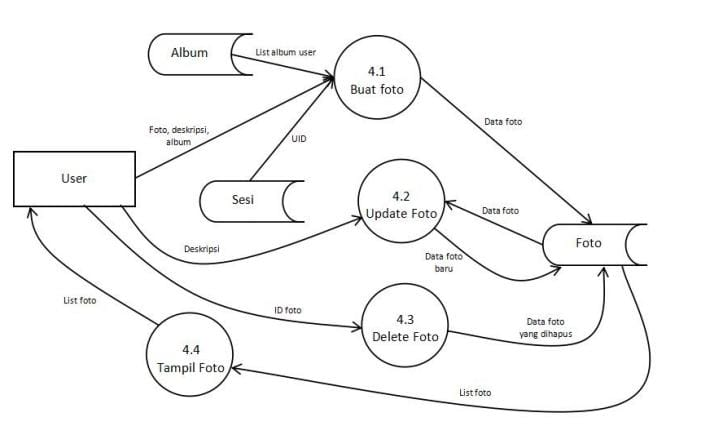 Album
List album user
4.1
Buat foto
Foto, deskripsi,
album
UID
Data foto
User
Sesi
4.2
Update Foto
Data foto
Foto
Deskripsi
Data foto
baru
List foto
ID foto
4.3
Delete Foto
Data foto
yang dihapus
4.4
Tampil Foto
List foto